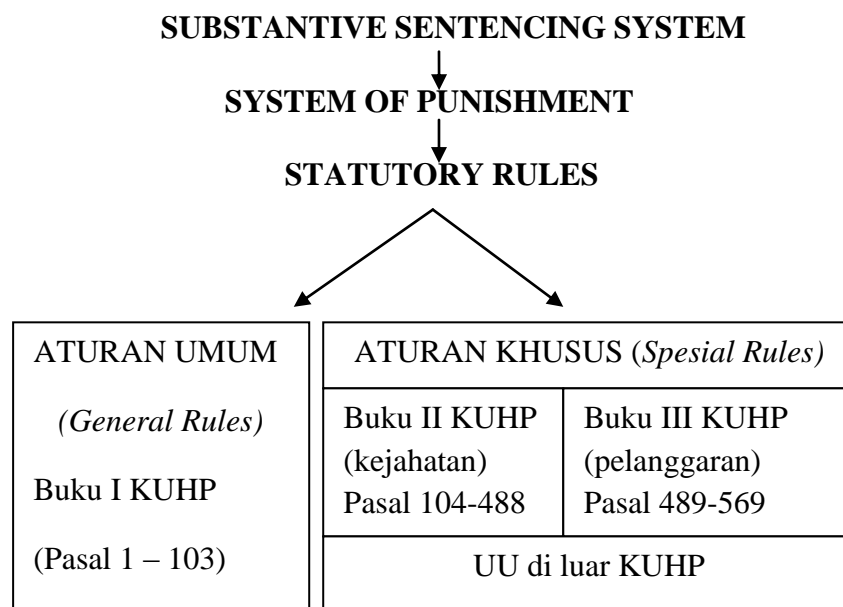 SUBSTANTIVE SENTENCING SYSTEM
SYSTEM OF PUNISHMENT
STATUTORY RULES
ATURAN UMUM
(General Rules)
Buku I KUHP
(Pasal 1 – 103)
ATURAN KHUSUS (Spesial Rules)
Buku II KUHP
(kejahatan)
Pasal 104-488
Buku III KUHP
(pelanggaran)
Pasal 489-569
UU di luar KUHP